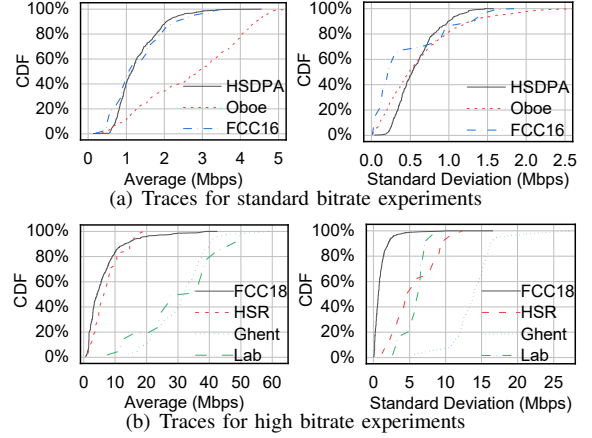 CDF
100%
80%
60%
40%
20%
0%
HSDPA
Oboe
FCC16
0 1 2 3 4 5
Average (Mbps)
CDF
100%
80%
60%
40%
20%
0%
HSDPA
Oboe
FCC16
0.0 0.5 1.0 1.5 2.0 2.5
Standard Deviation (Mbps)
(a) Traces for standard bitrate experiments
CDF
100%
80%
60%
40%
20%
0%
FCC18
HSR
Ghent
Lab
0 10 20 30 40 50 60
Average (Mbps)
CDF
100%
80%
60%
40%
20%
0%
FCC18
HSR
Ghent
Lab
0 5 10 15 20 25
Standard Deviation (Mbps)
(b) Traces for high bitrate experiments